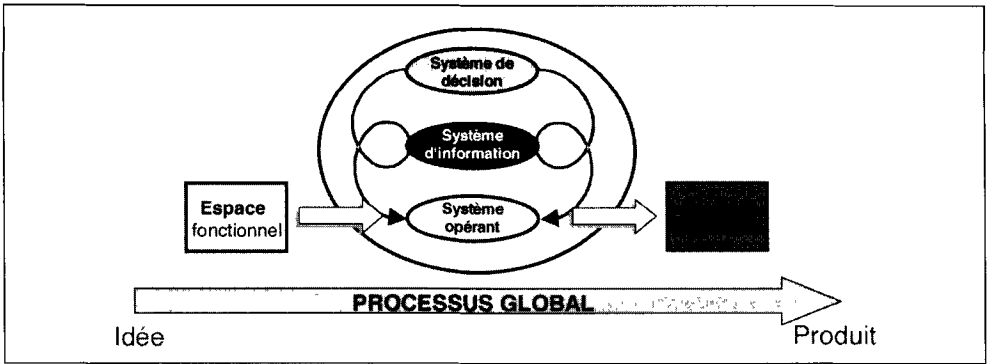 Système de
décision
Système
d'information
Espace
fonctionnel
Système
opérant
PROCESSUS GLOBAL
Idée
Produit